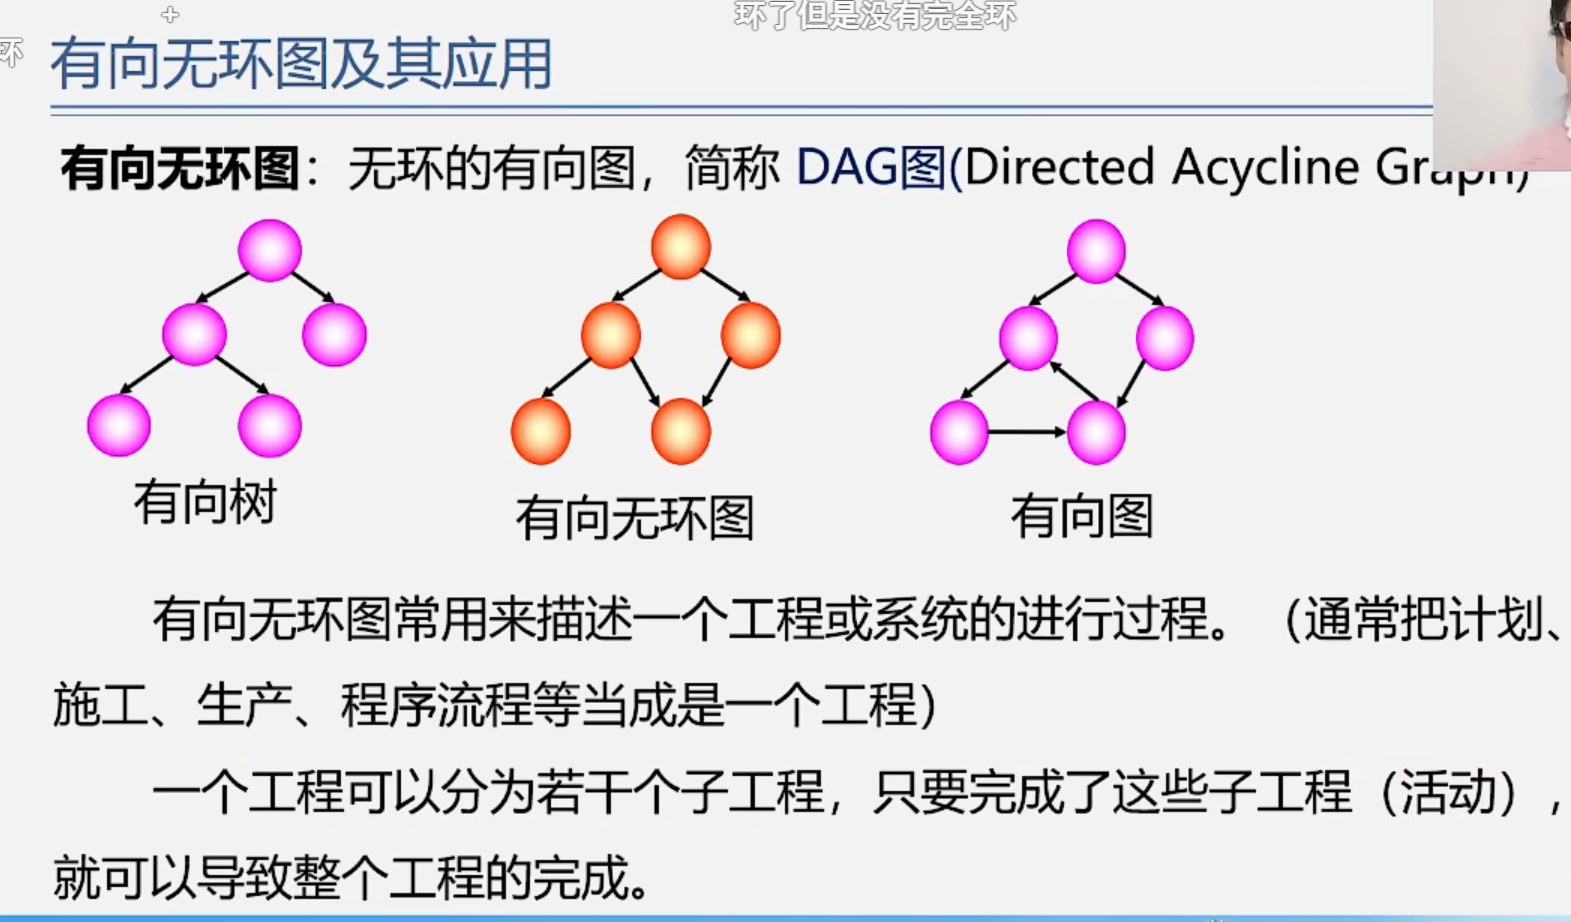 环了但是没有完全环
环
有向无环图及其应用
有向无环图：无环的有向图，简称 DAG图(Directed Acycline Graph)
有向树
有向无环图
有向图
有向无环图常用来描述一个工程或系统的进行过程。（通常把计划、
施工、生产、程序流程等当成是一个工程）
一个工程可以分为若干个子工程，只要完成了这些子工程（活动），
就可以导致整个工程的完成。